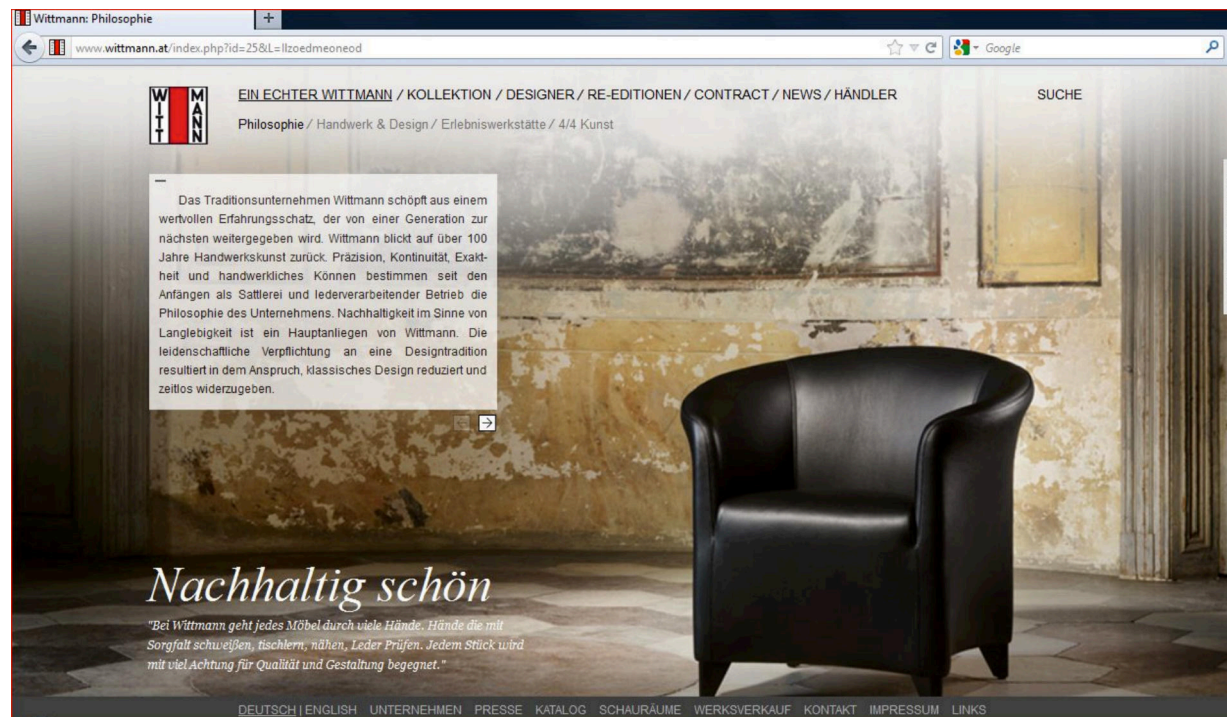 Wittmann: Philosophie
+
www.wittmann.at/index.php?id=25&L=llzoedmeoneod
Google
WITT MANN
EIN ECHTER WITTMANN / KOLLEKTION / DESIGNER / RE-EDITIONEN / CONTRACT / NEWS / HÄNDLER
SUCHE
Philosophie / Handwerk & Design / Erlebniswerkstätte / 4/4 Kunst
Das Traditionsunternehmen Wittmann schöpft aus einem
wertvollen Erfahrungsschatz, der von einer Generation zur
nächsten weitergegeben wird. Wittmann blickt auf über 100
Jahre Handwerkskunst zurück. Präzision, Kontinuität, Exakt-
heit und handwerkliches Können bestimmen seit den
Anfängen als Sattlerei und lederverarbeitender Betrieb die
Philosophie des Unternehmens. Nachhaltigkeit im Sinne von
Langlebigkeit ist ein Hauptanliegen von Wittmann. Die
leidenschaftliche Verpflichtung an eine Designtradition
resultiert in dem Anspruch, klassisches Design reduziert und
zeitlos widerzugeben.
Nachhaltig schön
"Bei Wittmann geht jedes Möbel durch viele Hände. Hände die mit
Sorgfalt schweißen, tischlern, nähen, Leder Prüfen. Jedem Stück wird
mit viel Achtung für Qualität und Gestaltung begegnet."
DEUTSCH | ENGLISH UNTERNEHMEN PRESSE KATALOG SCHAURÄUME WERKSVERKAUF KONTAKT IMPRESSUM LINKS